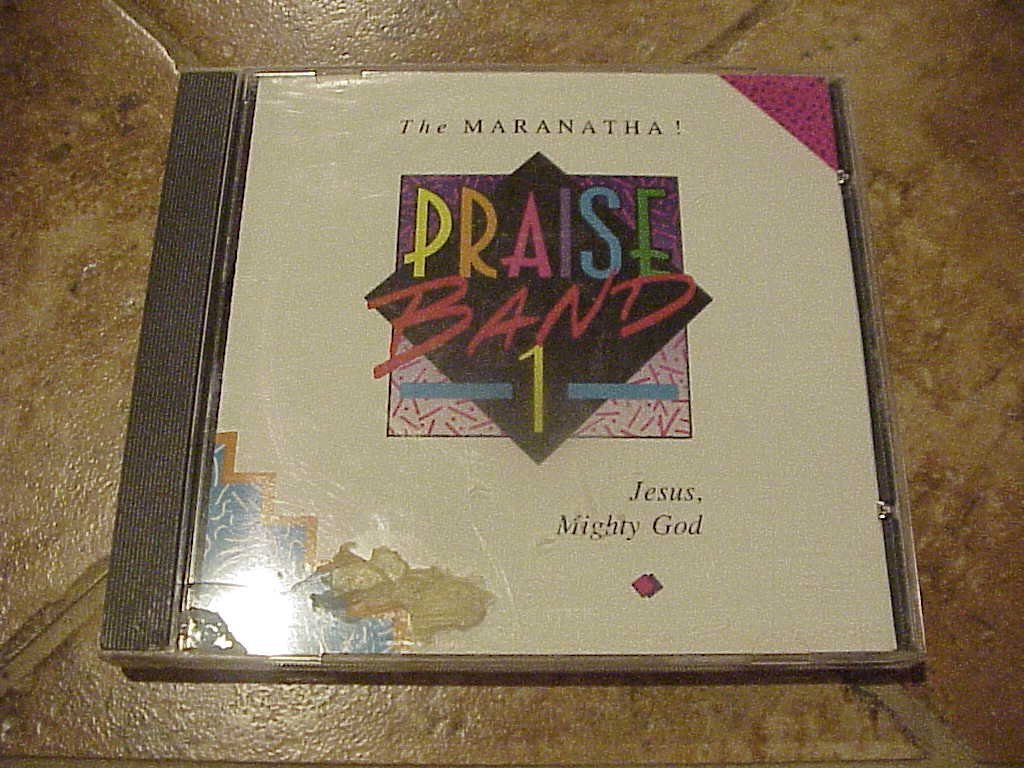 The MARANATHA!
PRAISE
BAND
1
Jesus,
Mighty God